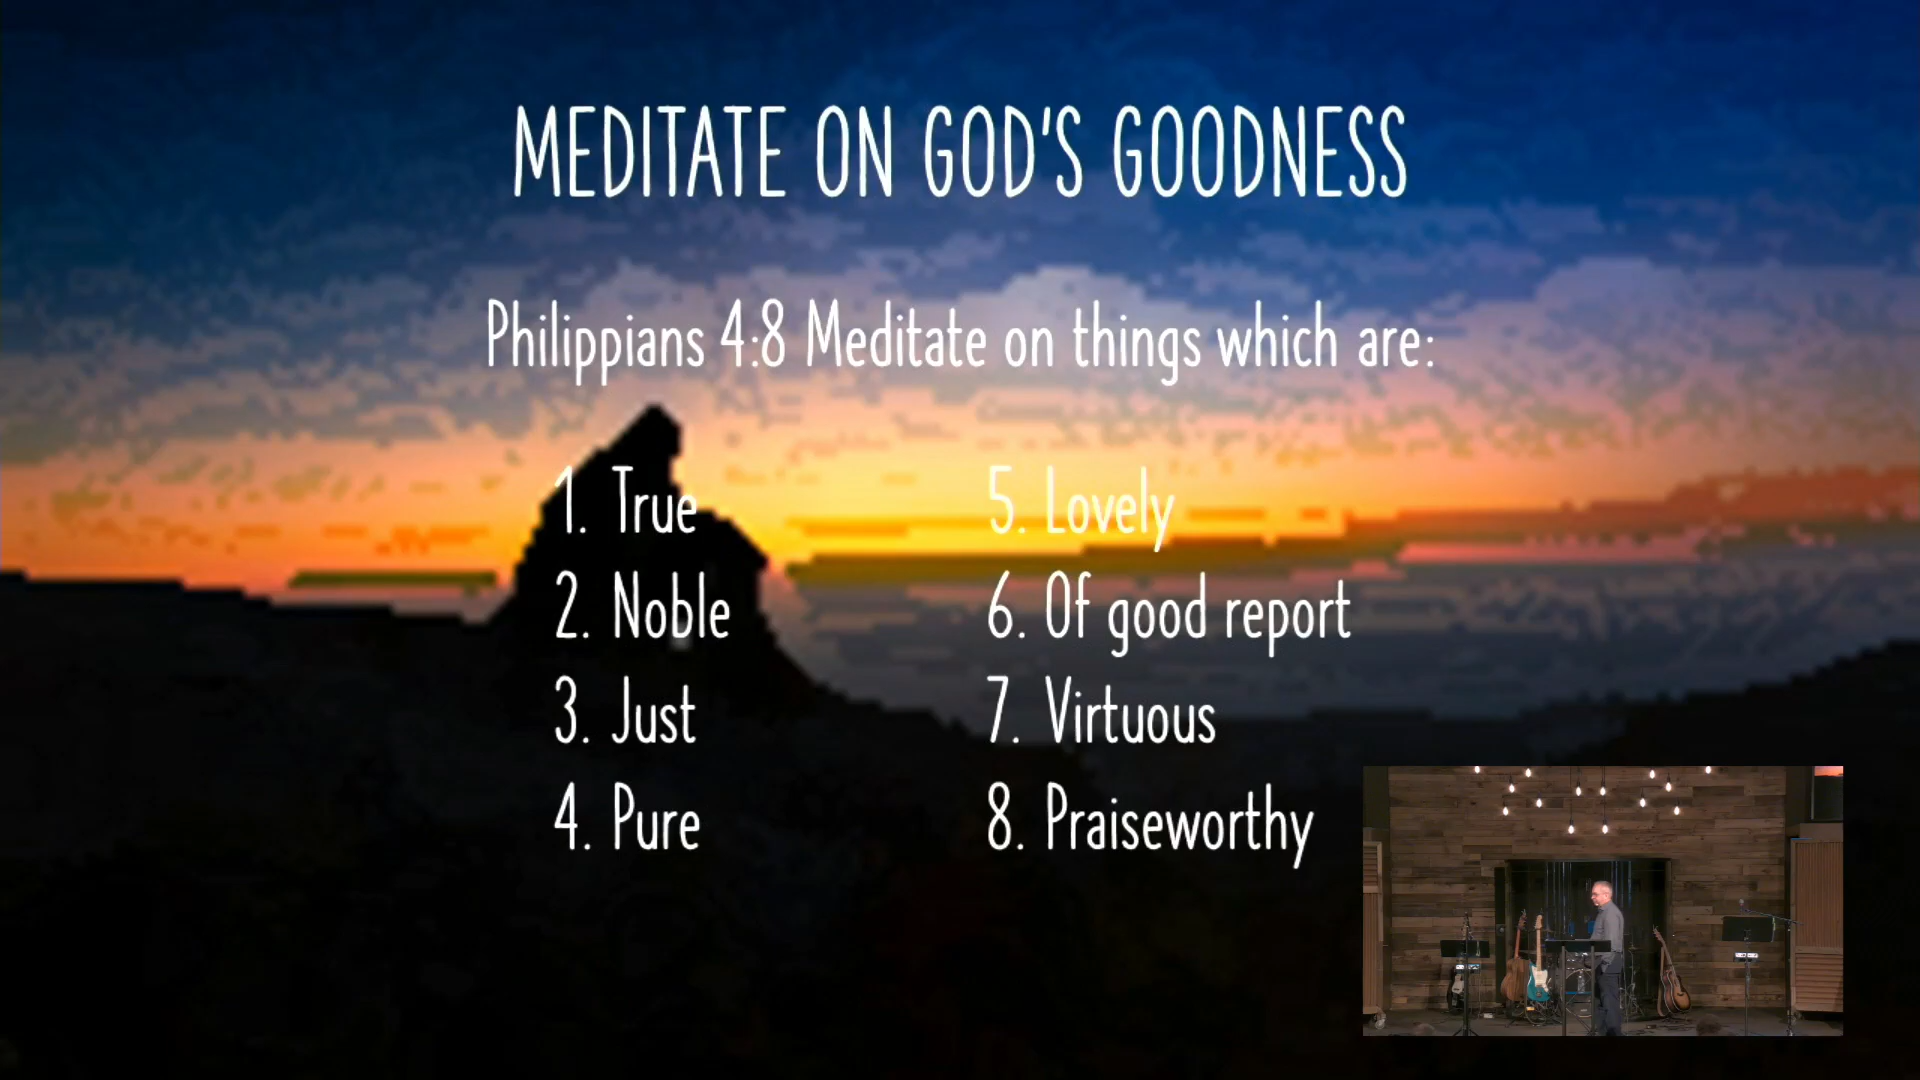 MEDITATE ON GOD'S GOODNESS
Philippians 4:8 Meditate on things which are:
1. True
2. Noble
3. Just
4. Pure
5. Lovely
6. Of good report
7. Virtuous
8. Praiseworthy